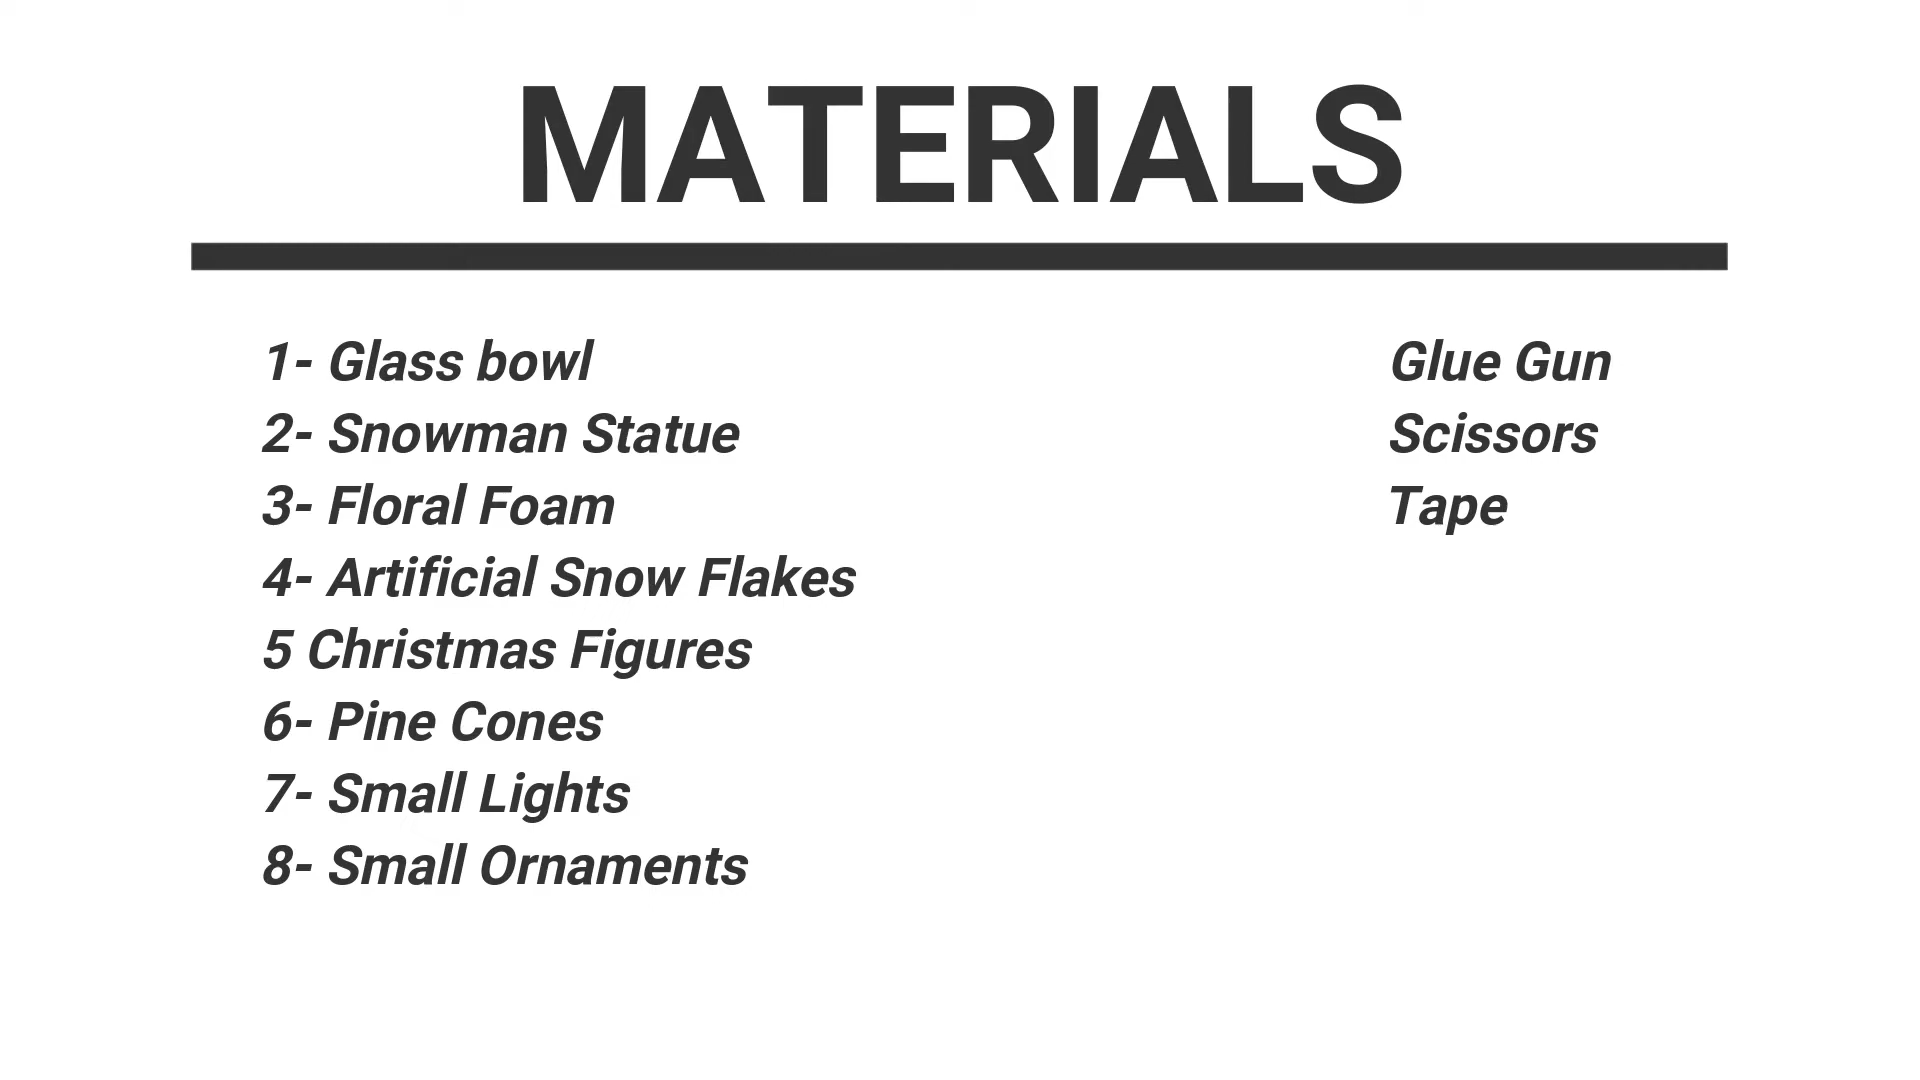 MATERIALS
1- Glass bowl
2- Snowman Statue
3- Floral Foam
4- Artificial Snow Flakes
5 Christmas Figures
6- Pine Cones
7- Small Lights
8- Small Ornaments
Glue Gun
Scissors
Tape